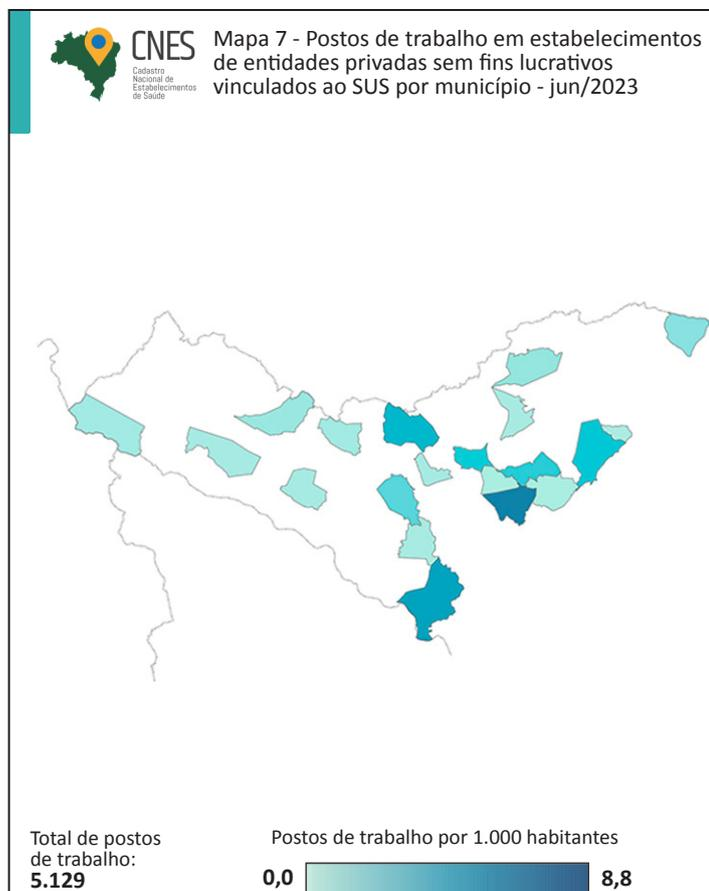 CNES
Cadastro
Nacional de
Estabelecimentos
de Saúde
Mapa 7 - Postos de trabalho em estabelecimentos
de entidades privadas sem fins lucrativos
vinculados ao SUS por município - jun/2023
Total de postos
de trabalho:
5.129
Postos de trabalho por 1.000 habitantes
0,0
8,8